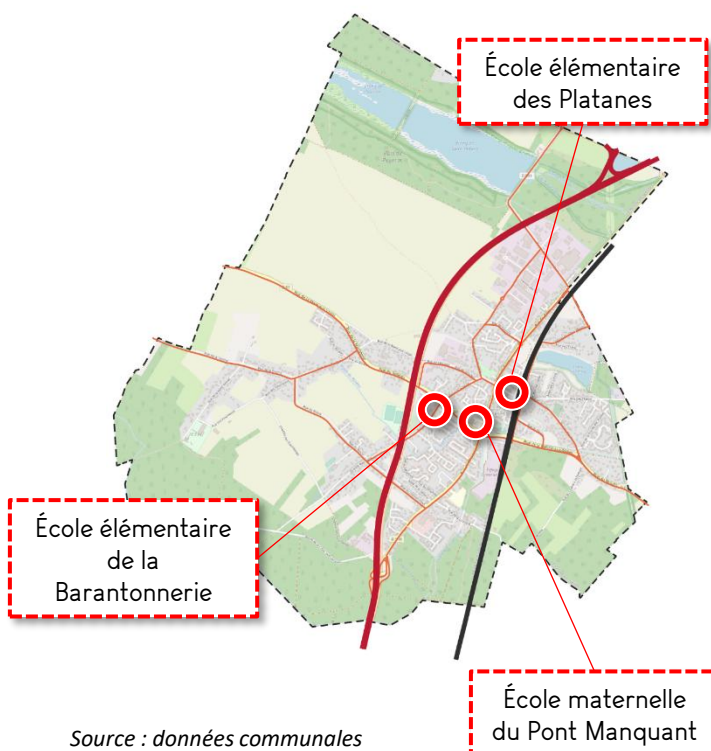 École élémentaire
des Platanes
École élémentaire
de la
Barantonnerie
École maternelle
du Pont Manquant
Source : données communales